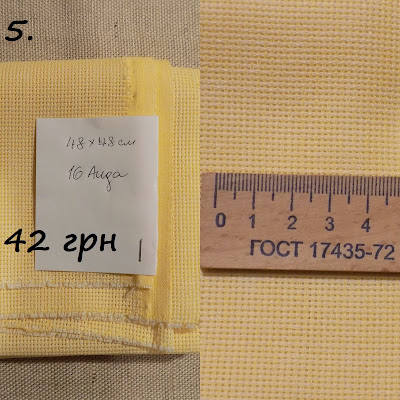 5.
48 x 48 см
16 Аида
42 грн
0 1 2 3 4
ГОСТ 17435-72